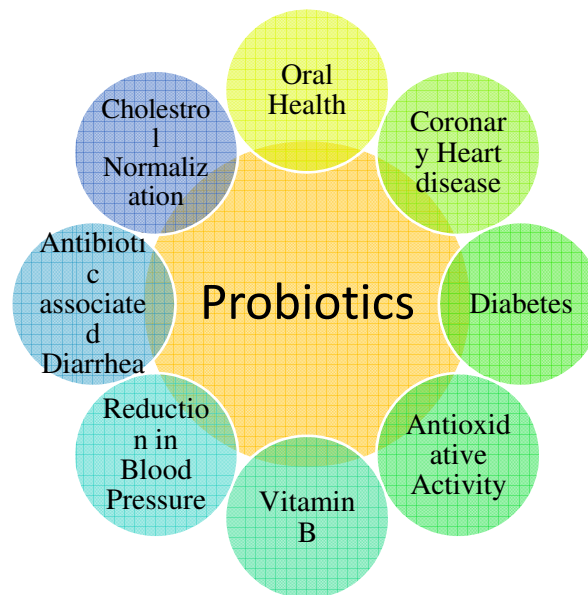 Oral
Health
Coronar
y Heart
disease
Diabetes
Antioxid
ative
Activity
Vitamin
B
Reductio
n in
Blood
Pressure
Antibioti
c
associate
d
Diarrhea
Cholestro
l
Normaliz
ation
Probiotics